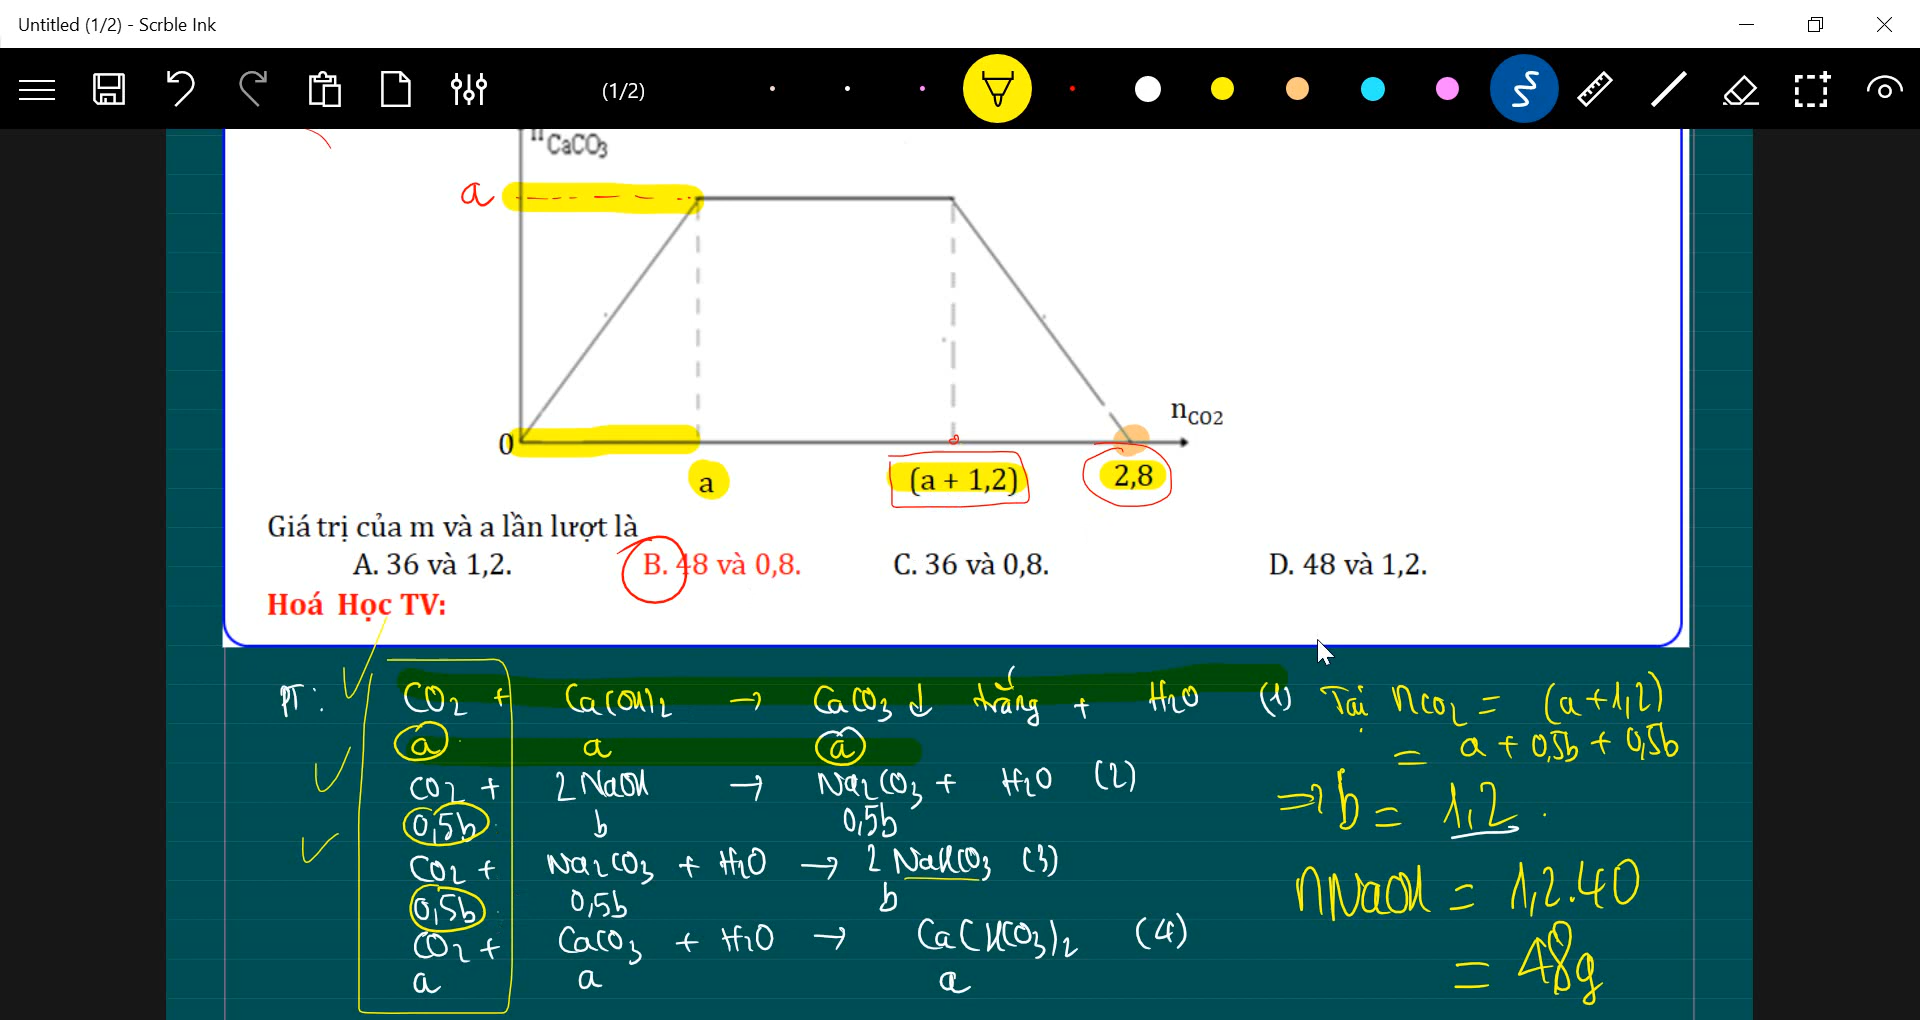 Untitled (1/2) - Scrble Ink
(1/2)
n CaCO3
a
0
a
(a + 1,2)
2,8
nCO2
Giá trị của m và a lần lượt là
A. 36 và 1,2. B. 48 và 0,8. C. 36 và 0,8. D. 48 và 1,2.
Hoá Học TV:
PT: CO2 + Ca(OH)2 → CaCO3 ↓ trắng + H2O (1)
a a a
CO2 + 2NaOH → Na2CO3 + H2O (2)
0,5b b 0,5b
CO2 + Na2CO3 + H2O → 2NaHCO3 (3)
0,5b 0,5b b
CO2 + CaCO3 + H2O → Ca(HCO3)2 (4)
a a a
Tại nCO2 = (a+1,2)
= a + 0,5b + 0,5b
=> b = 1,2.
mNaOH = 1,2.40
= 48g